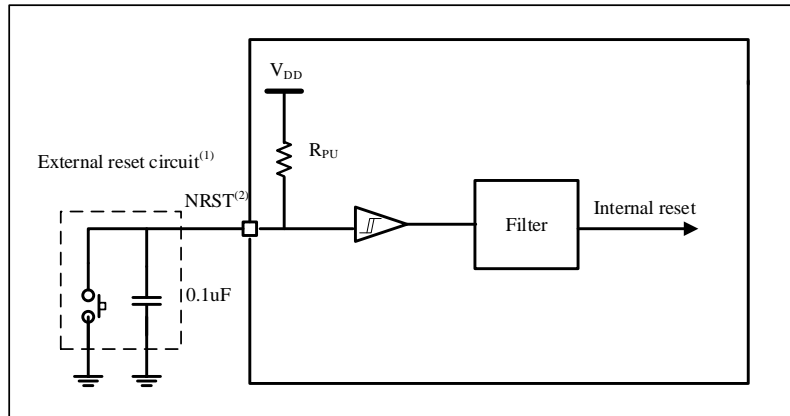 V_DD
R_PU
External reset circuit^(1)
NRST^(2)
Filter
Internal reset
0.1uF